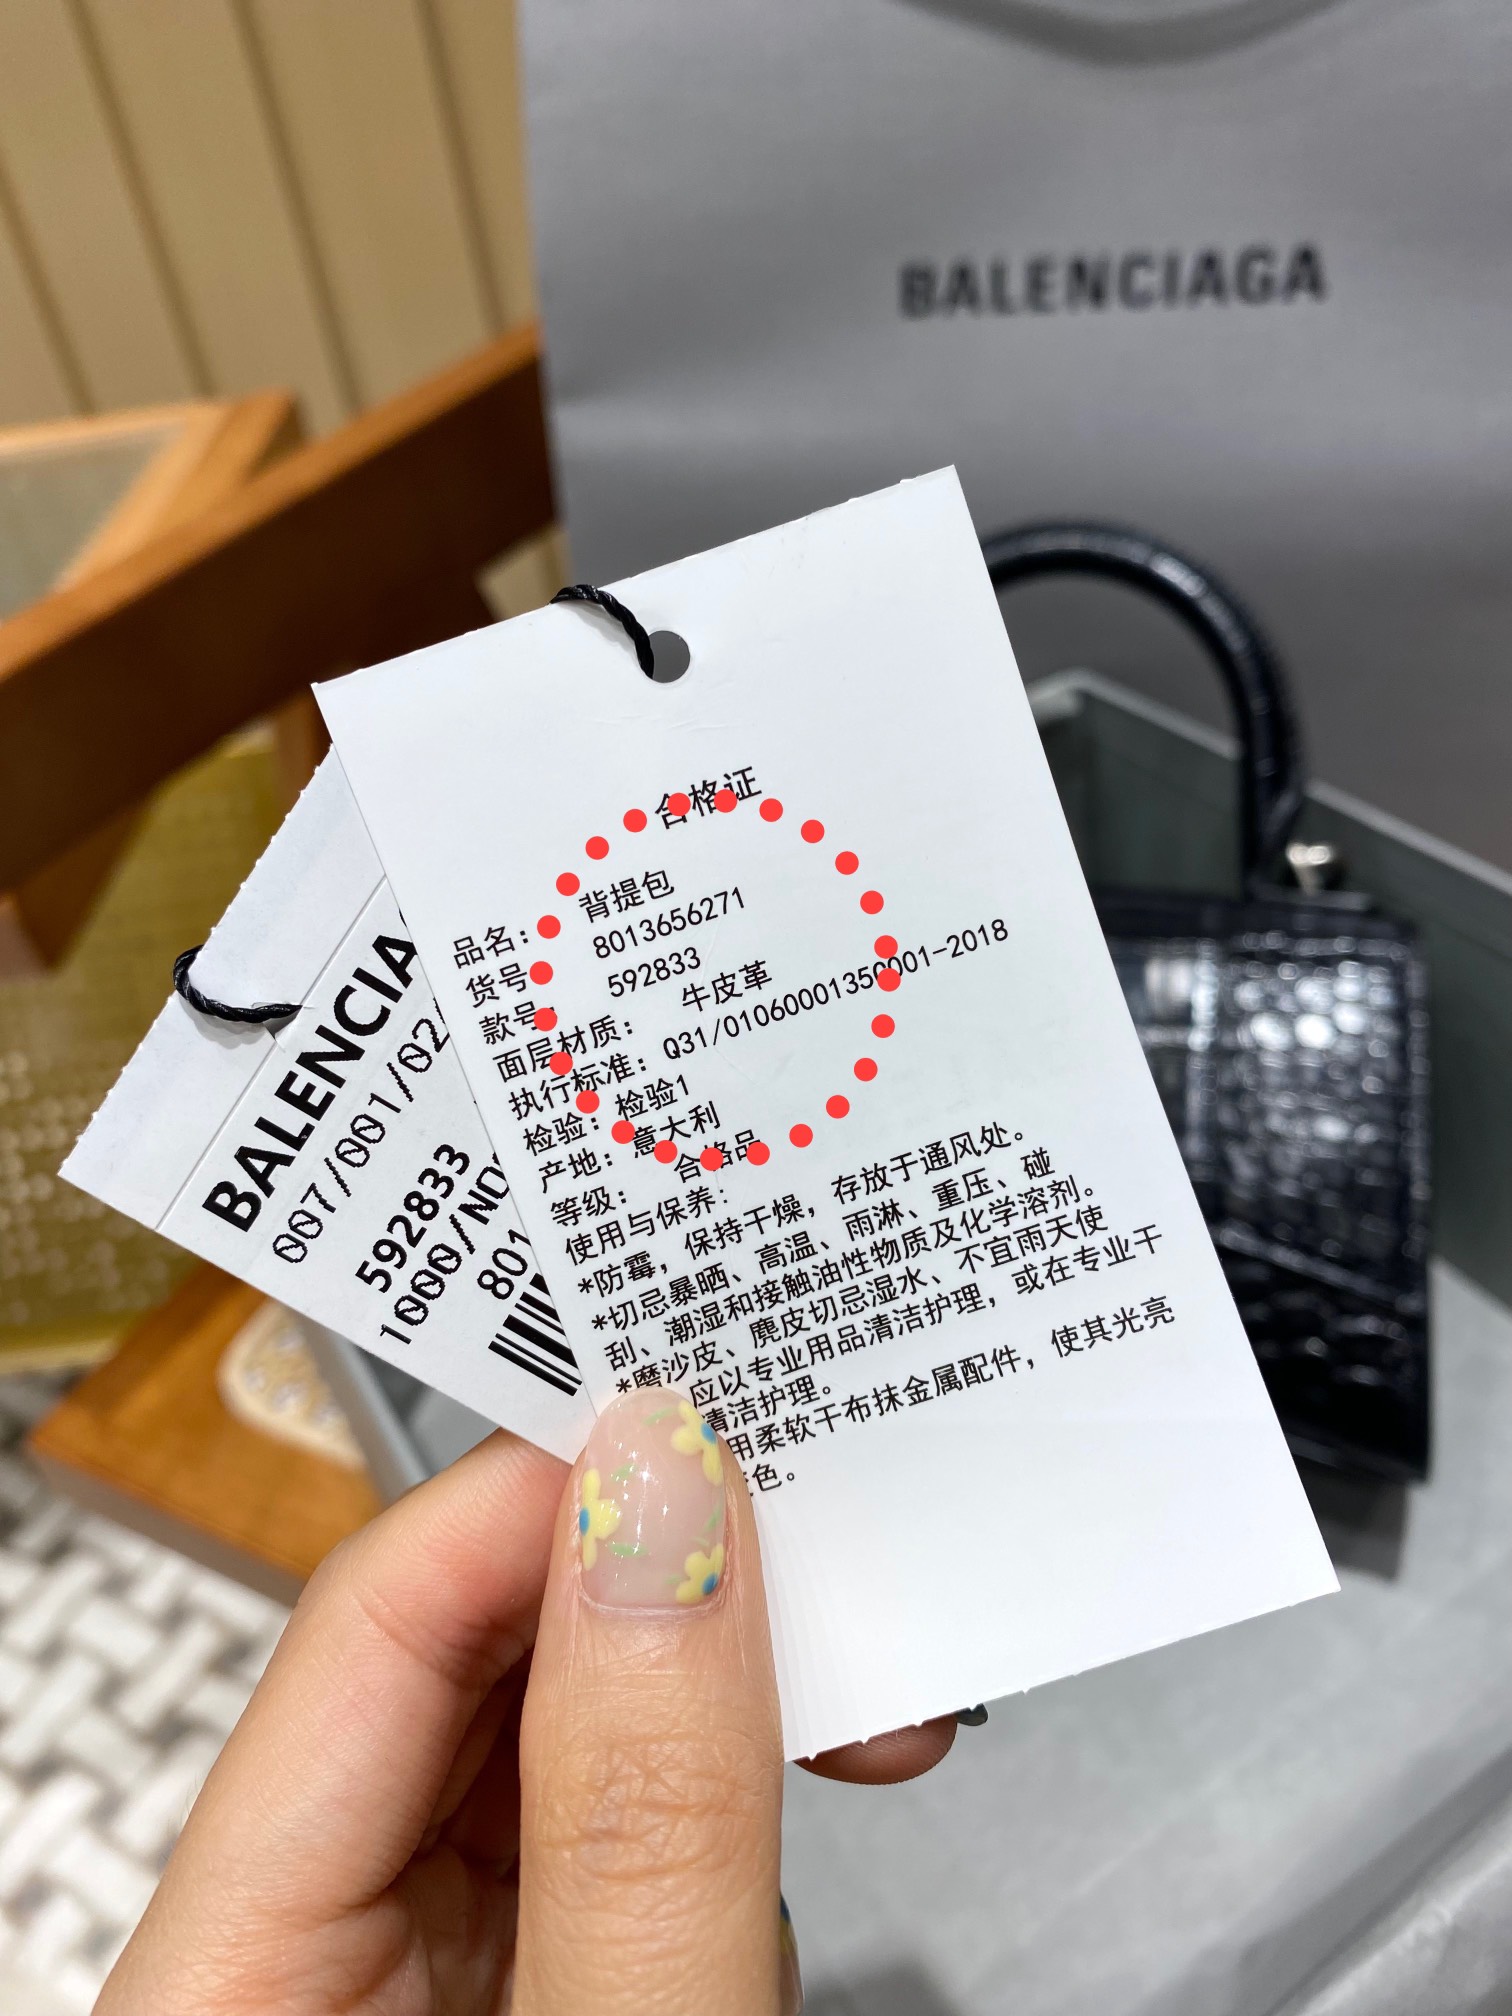 BALENCIAGA
合格证
品名: 背提包
货号 8013656271
款号: 592833
面层材质: 牛皮革
执行标准: Q31/0106000135C001-2018
检验: 检验1
产地: 意大利
等级: 合格品
使用与保养:
*防霉，保持干燥，存放于通风处。
*切忌暴晒、高温、雨淋、重压、碰
刮、潮湿和接触油性物质及化学溶剂。
*磨沙皮、麂皮切忌湿水、不宜雨天使
应以专业用品清洁护理，或在专业干
清洁护理。
用柔软干布抹金属配件，使其光亮
色。
BALENCIA
007/001/02
592833
1000/ND
801